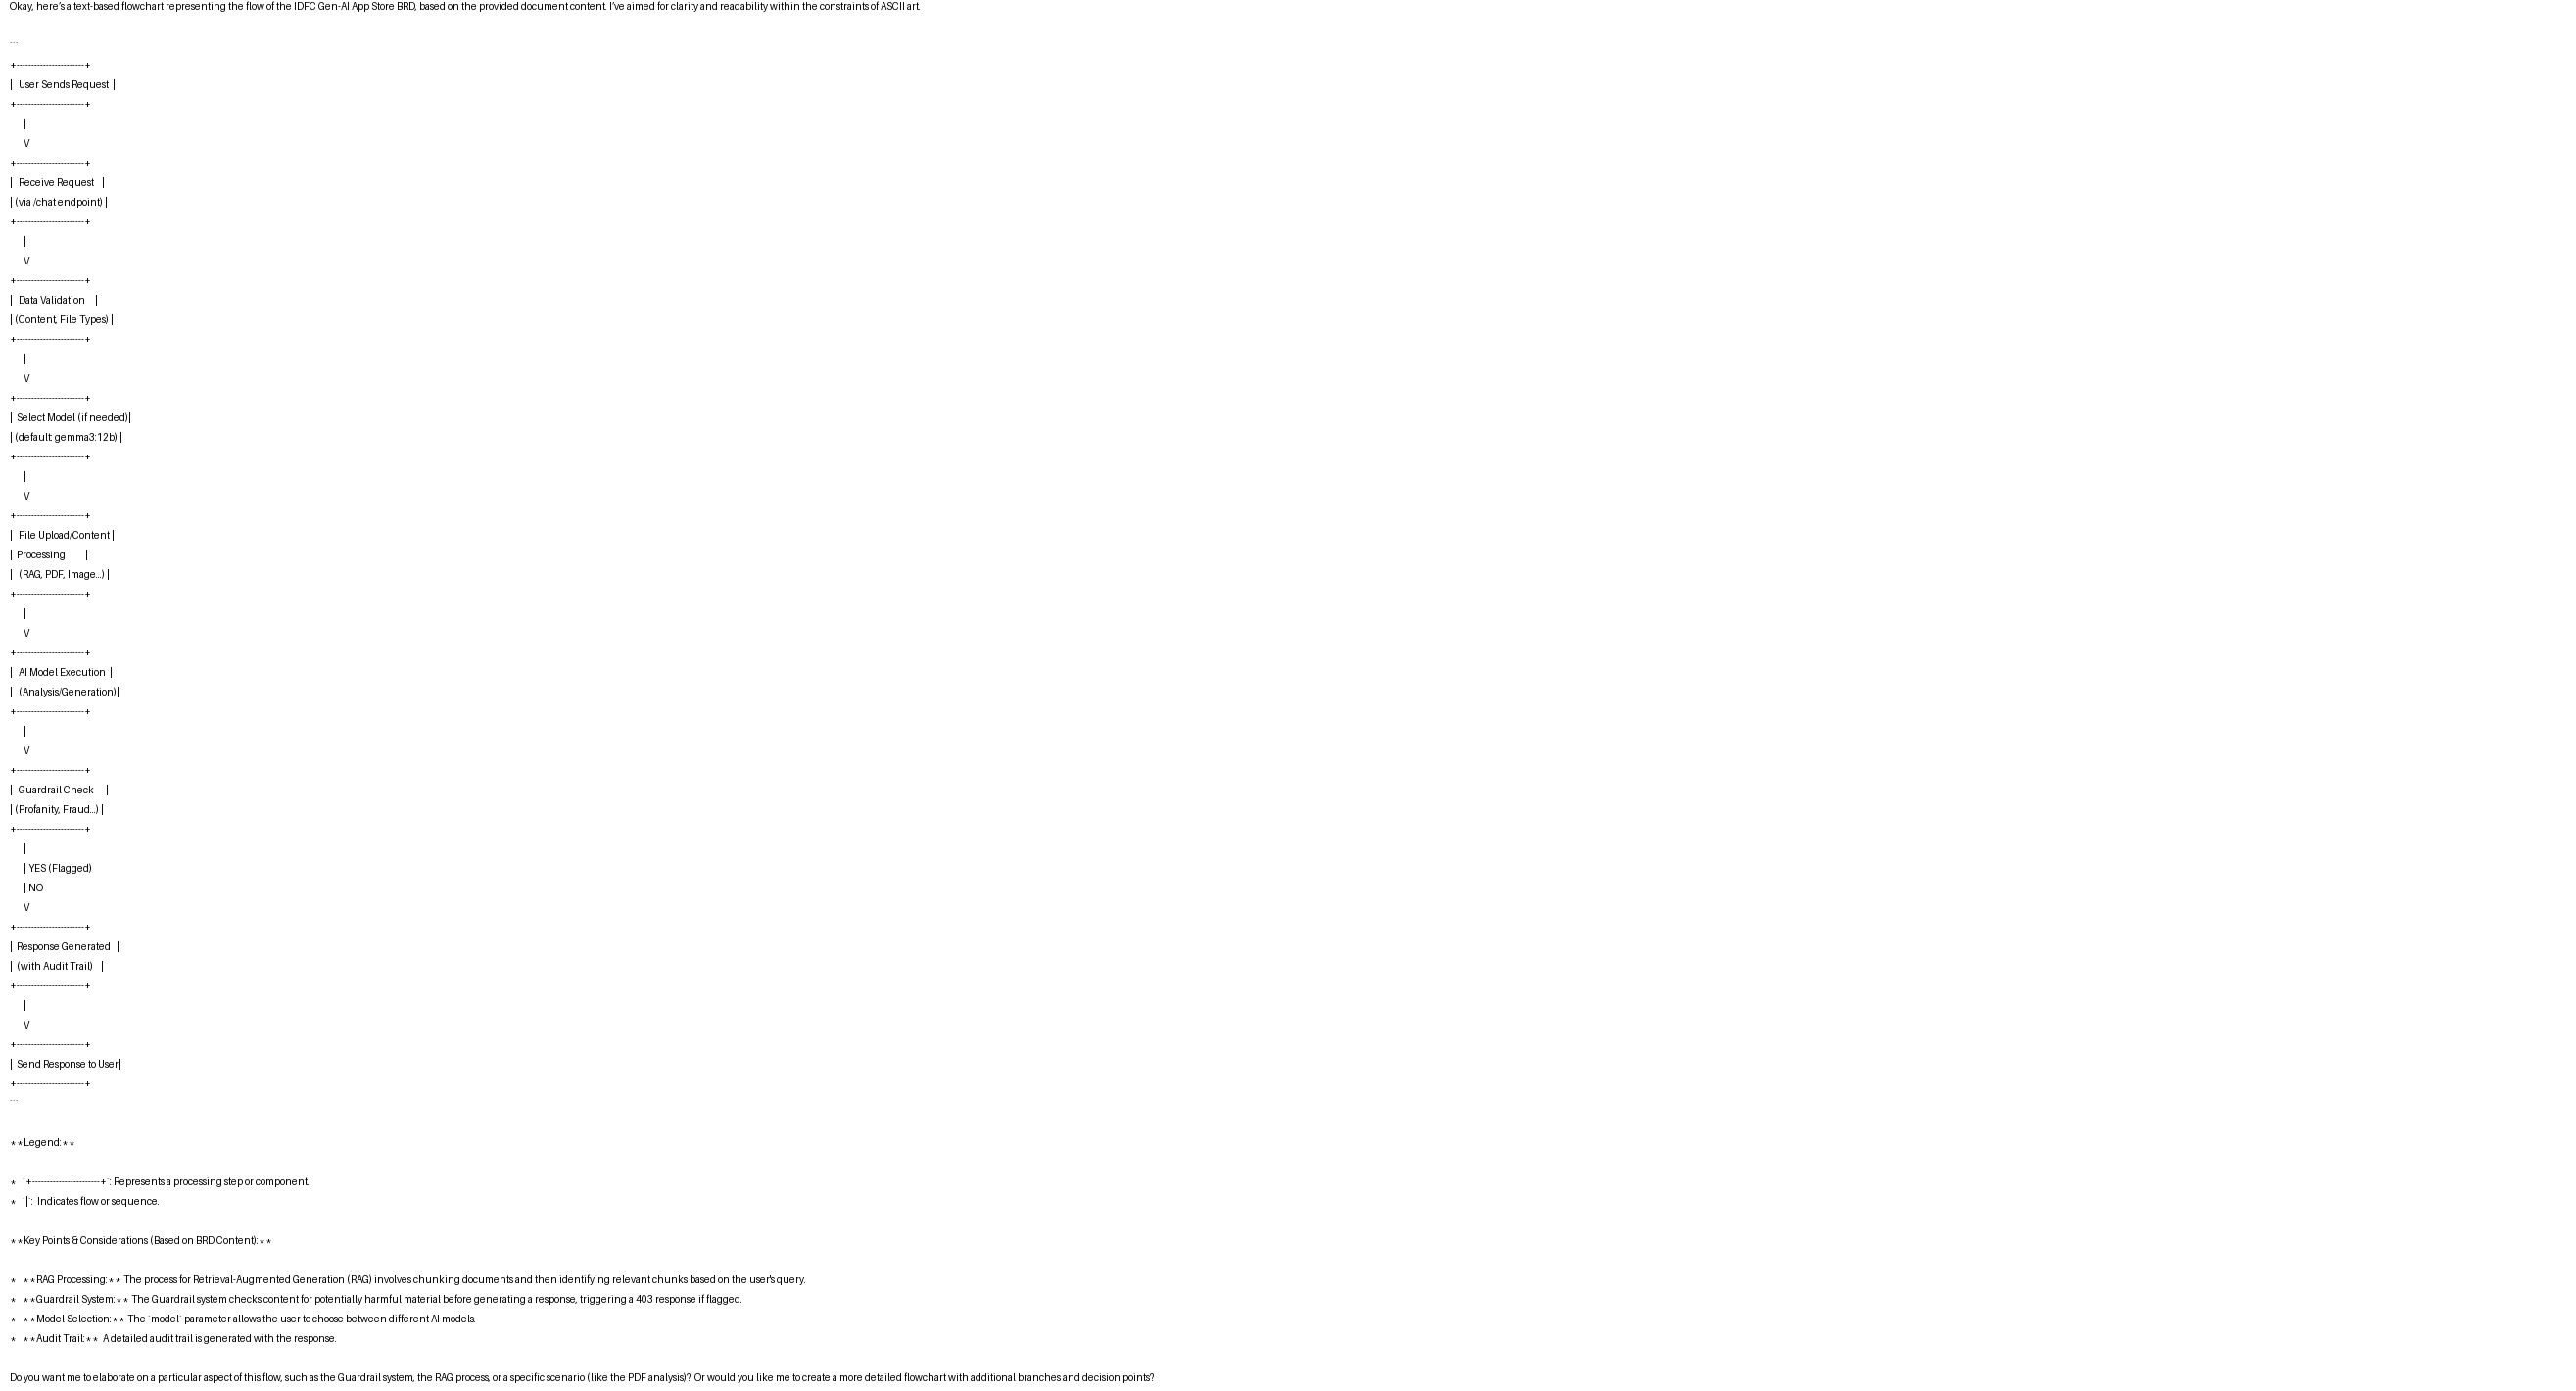 Okay, here's a text-based flowchart representing the flow of the IDFC Gen-AI App Store BRD, based on the provided document content. I've aimed for clarity and readability within the constraints of ASCII art.
```
+-----------------------+
|   User Sends Request  |
+-----------------------+
|
V
+-----------------------+
|   Receive Request    |
| (via /chat endpoint) |
+-----------------------+
|
V
+-----------------------+
|   Data Validation     |
| (Content, File Types) |
+-----------------------+
|
V
+-----------------------+
|  Select Model (if needed)|
| (default: gemma3:12b) |
+-----------------------+
|
V
+-----------------------+
|   File Upload/Content |
|  Processing          |
|   (RAG, PDF, Image...) |
+-----------------------+
|
V
+-----------------------+
|   AI Model Execution  |
|   (Analysis/Generation)|
+-----------------------+
|
V
+-----------------------+
|   Guardrail Check      |
| (Profanity, Fraud...) |
+-----------------------+
|
| YES (Flagged)
| NO
V
+-----------------------+
|  Response Generated   |
|  (with Audit Trail)    |
+-----------------------+
|
V
+-----------------------+
|  Send Response to User|
+-----------------------+
```
**Legend:**
*   `+-----------------------+`: Represents a processing step or component.
*   `|`:  Indicates flow or sequence.
**Key Points & Considerations (Based on BRD Content):**
*   **RAG Processing:** The process for Retrieval-Augmented Generation (RAG) involves chunking documents and then identifying relevant chunks based on the user's query.
*   **Guardrail System:** The Guardrail system checks content for potentially harmful material before generating a response, triggering a 403 response if flagged.
*   **Model Selection:** The `model` parameter allows the user to choose between different AI models.
*   **Audit Trail:**  A detailed audit trail is generated with the response.
Do you want me to elaborate on a particular aspect of this flow, such as the Guardrail system, the RAG process, or a specific scenario (like the PDF analysis)? Or would you like me to create a more detailed flowchart with additional branches and decision points?